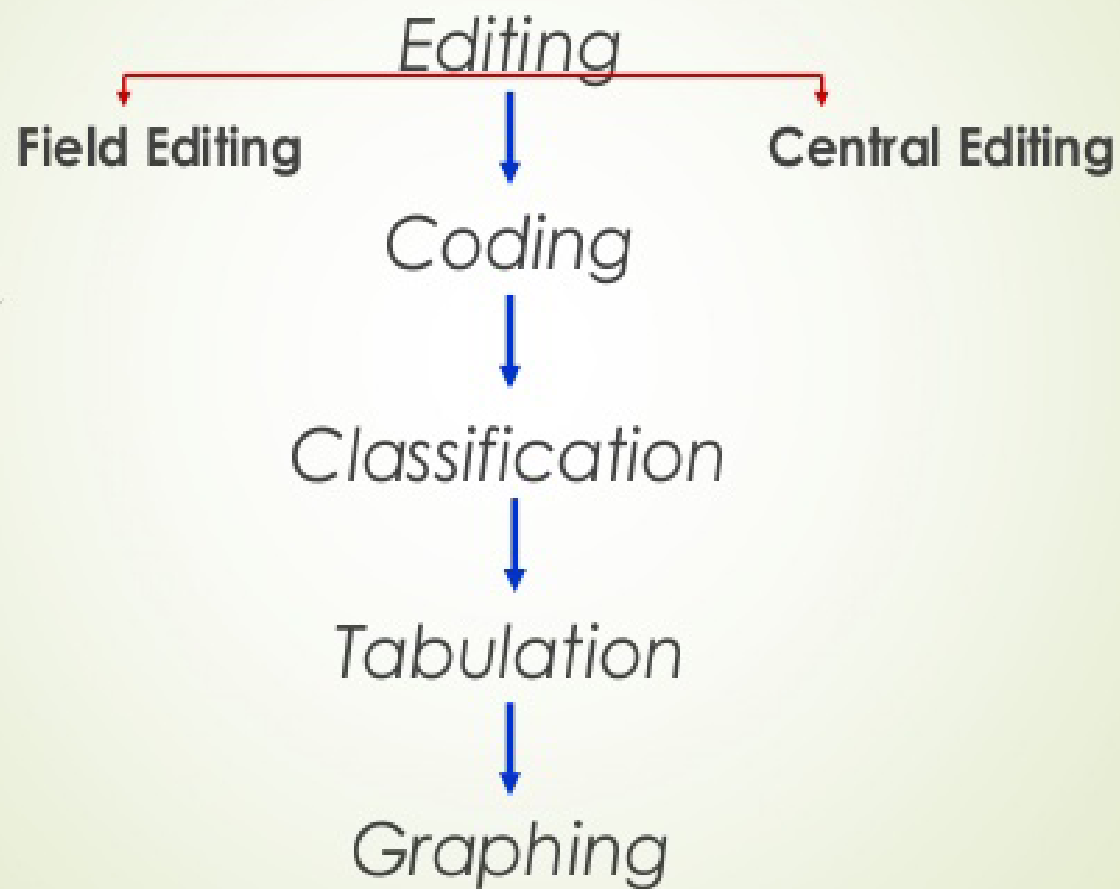 Editing
Field Editing
Central Editing
Coding
Classification
Tabulation
Graphing